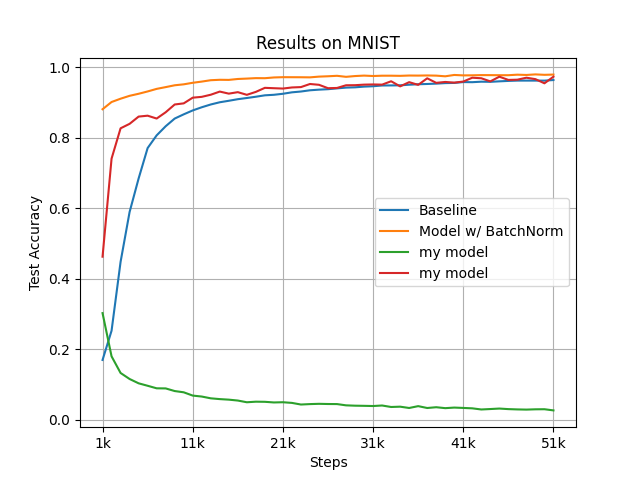 Results on MNIST
Test Accuracy
1.0
0.8
0.6
0.4
0.2
0.0
Baseline
Model w/ BatchNorm
my model
my model
1k 11k 21k 31k 41k 51k
Steps